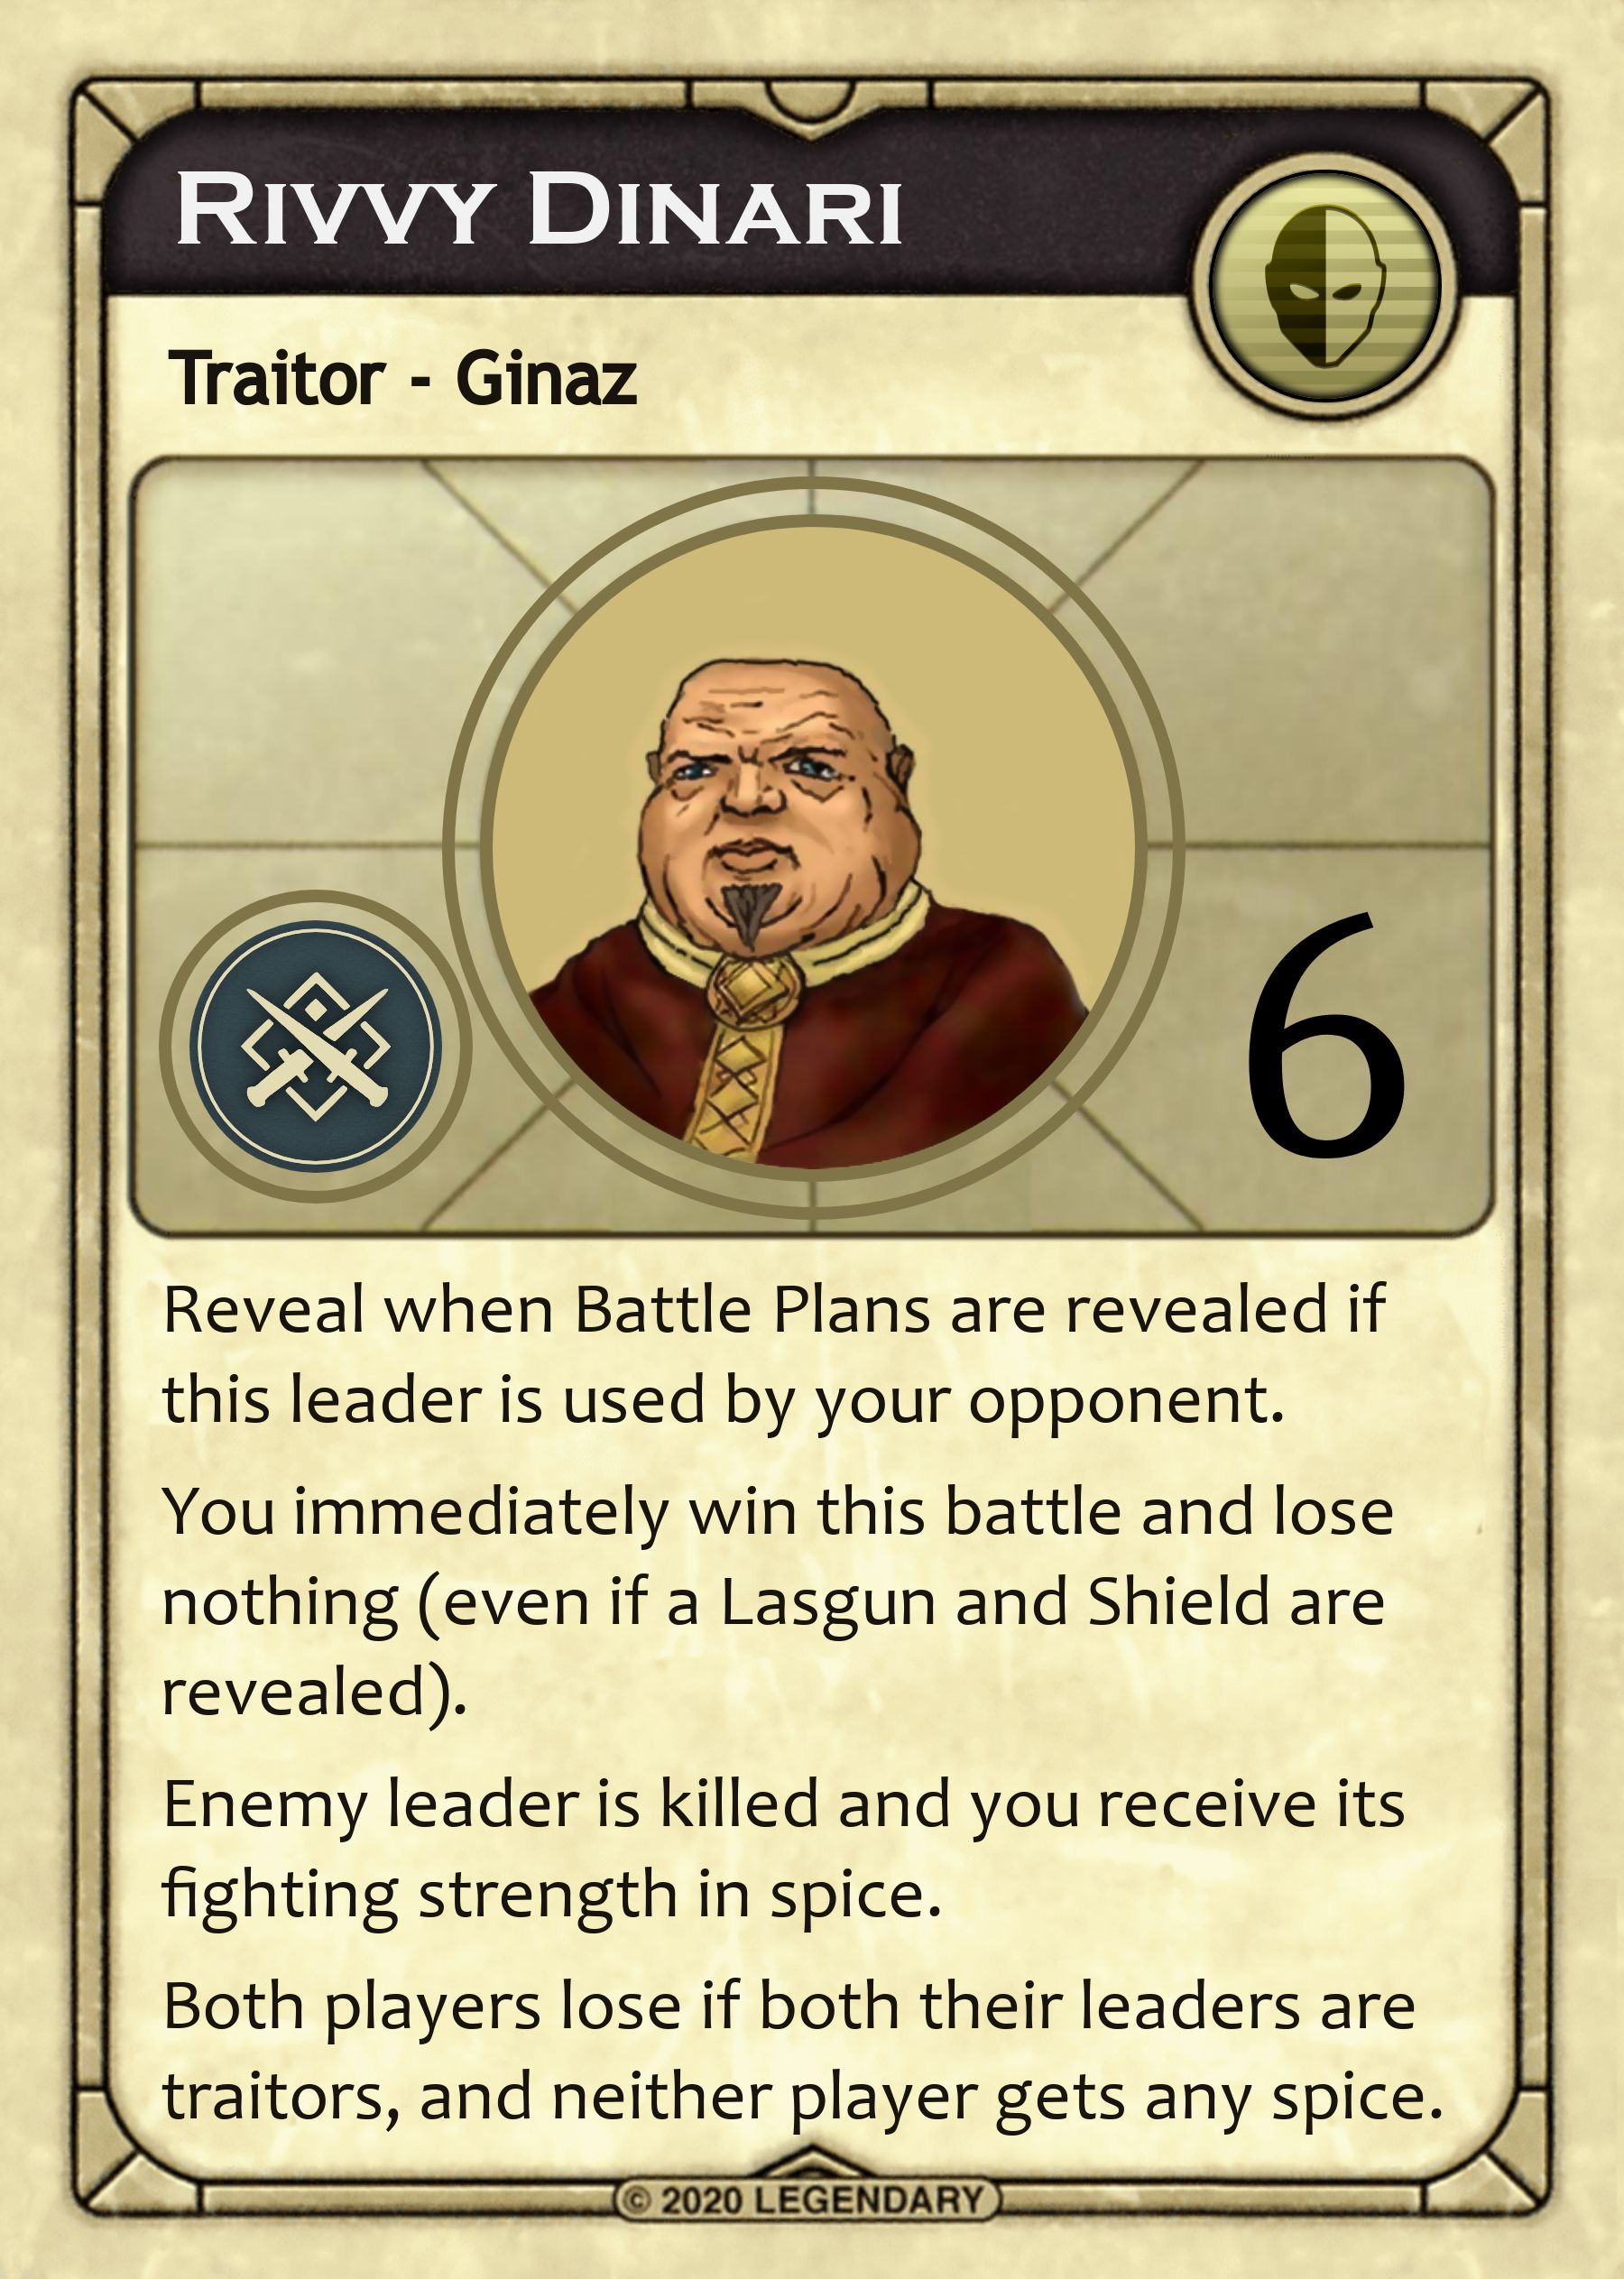 Rivvy Dinari
Traitor - Ginaz
6
Reveal when Battle Plans are revealed if
this leader is used by your opponent.
You immediately win this battle and lose
nothing (even if a Lasgun and Shield are
revealed).
Enemy leader is killed and you receive its
fighting strength in spice.
Both players lose if both their leaders are
traitors, and neither player gets any spice.
© 2020 LEGENDARY